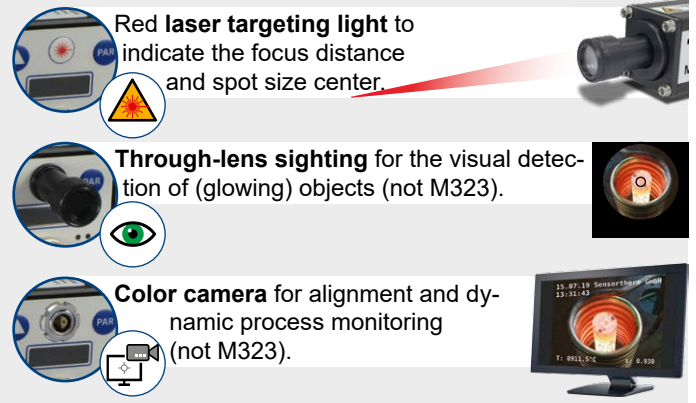 PAR
Red laser targeting light to
indicate the focus distance
and spot size center.
M
PAR
Through-lens sighting for the visual detec-
tion of (glowing) objects (not M323).
PAR
Color camera for alignment and dy-
namic process monitoring
(not M323).
15.07.19 Sensortherm GmbH
13:31:43
T: 0911.5°C ε: 0.930